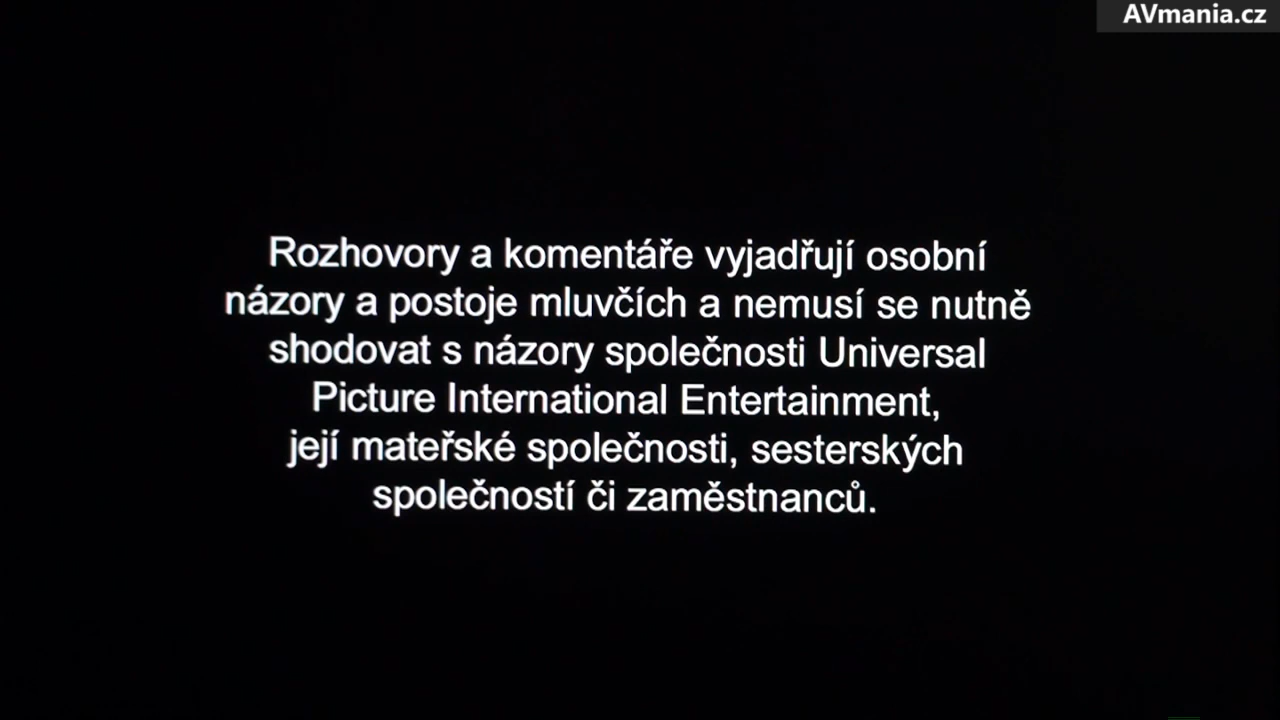 AVmania.cz
Rozhovory a komentáře vyjadřují osobní
názory a postoje mluvčích a nemusí se nutně
shodovat s názory společnosti Universal
Picture International Entertainment,
její mateřské společnosti, sesterských
společností či zaměstnanců.